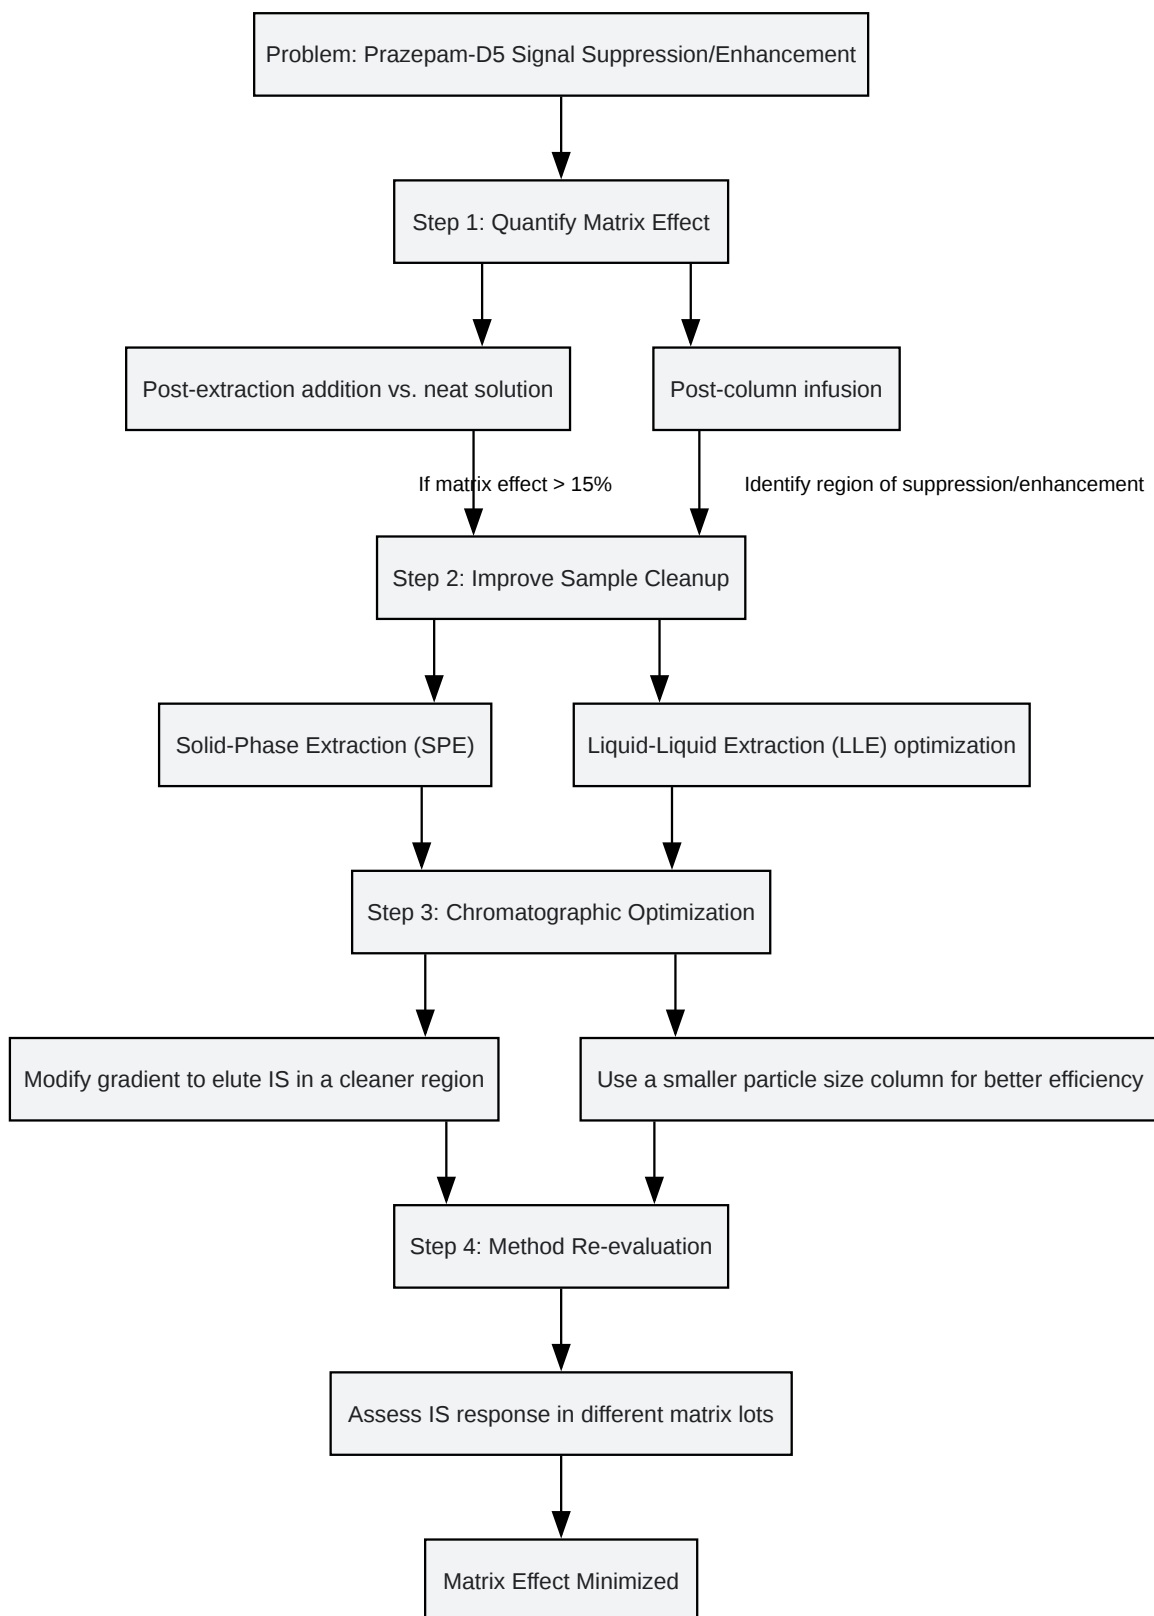 Problem: Prazepam-D5 Signal Suppression/Enhancement
Step 1: Quantify Matrix Effect
Post-extraction addition vs. neat solution
Post-column infusion
If matrix effect > 15%
Identify region of suppression/enhancement
Step 2: Improve Sample Cleanup
Solid-Phase Extraction (SPE)
Liquid-Liquid Extraction (LLE) optimization
Step 3: Chromatographic Optimization
Modify gradient to elute IS in a cleaner region
Use a smaller particle size column for better efficiency
Step 4: Method Re-evaluation
Assess IS response in different matrix lots
Matrix Effect Minimized